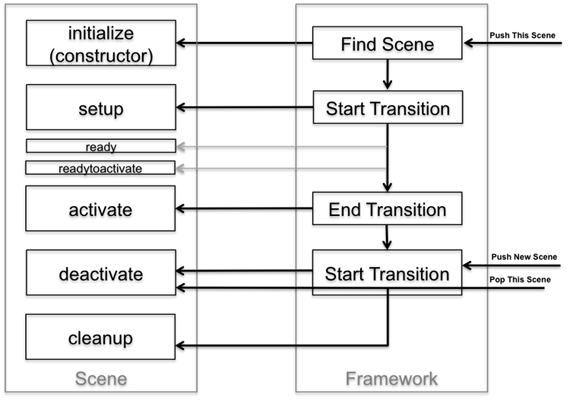 initialize
(constructor)
Find Scene
Push This Scene
setup
Start Transition
ready
readytoactivate
activate
End Transition
Push New Scene
deactivate
Start Transition
Pop This Scene
cleanup
Scene
Framework